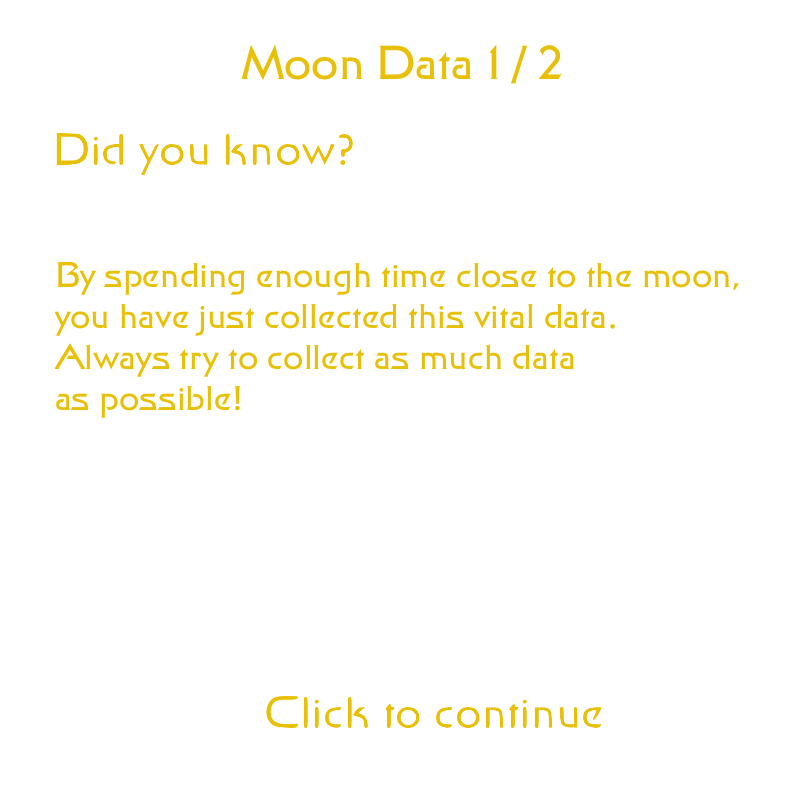 Moon Data 1 / 2
Did you know?
By spending enough time close to the moon,
you have just collected this vital data.
Always try to collect as much data
as possible!
Click to continue